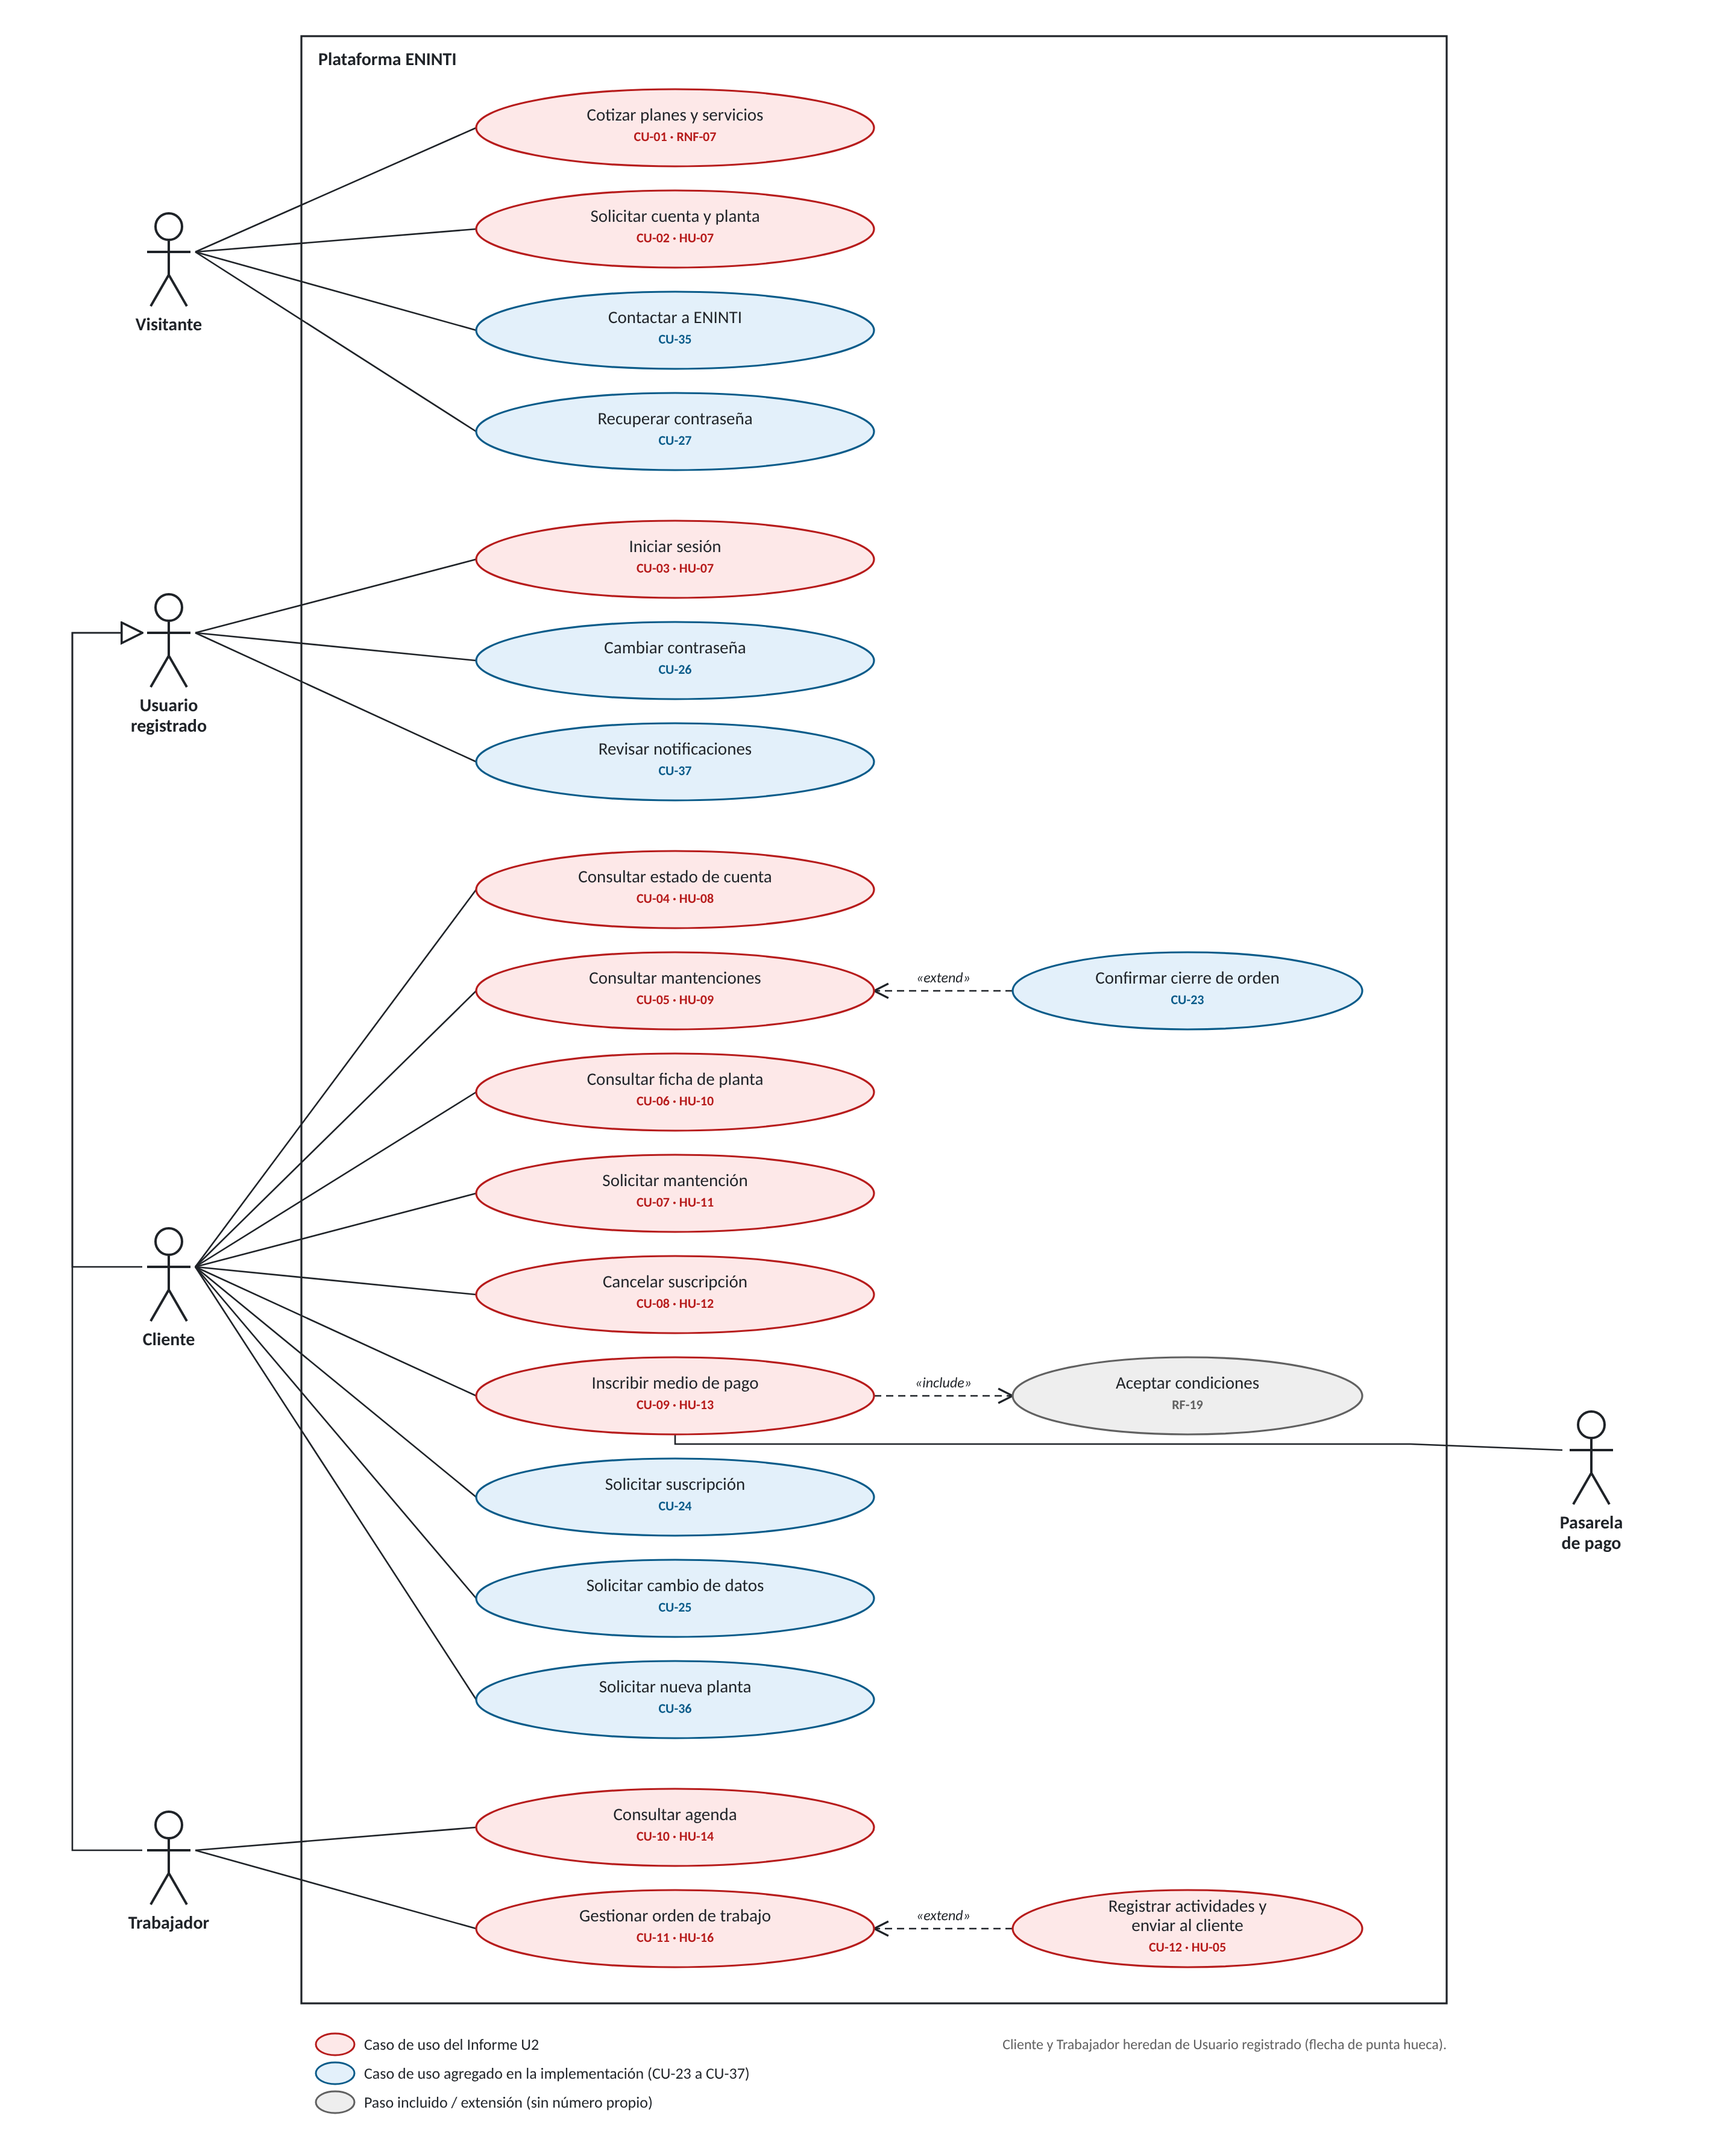 Plataforma ENINTI
Cotizar planes y servicios
CU-01 · RNF-07
Solicitar cuenta y planta
CU-02 · HU-07
Contactar a ENINTI
CU-35
Visitante
Recuperar contraseña
CU-27
Iniciar sesión
CU-03 · HU-07
Cambiar contraseña
CU-26
Usuario
registrado
Revisar notificaciones
CU-37
Consultar estado de cuenta
CU-04 · HU-08
Consultar mantenciones
CU-05 · HU-09
«extend»
Confirmar cierre de orden
CU-23
Consultar ficha de planta
CU-06 · HU-10
Solicitar mantención
CU-07 · HU-11
Cancelar suscripción
CU-08 · HU-12
Cliente
Inscribir medio de pago
CU-09 · HU-13
«include»
Aceptar condiciones
RF-19
Solicitar suscripción
CU-24
Pasarela
de pago
Solicitar cambio de datos
CU-25
Solicitar nueva planta
CU-36
Consultar agenda
CU-10 · HU-14
Trabajador
Gestionar orden de trabajo
CU-11 · HU-16
«extend»
Registrar actividades y
enviar al cliente
CU-12 · HU-05
Caso de uso del Informe U2
Cliente y Trabajador heredan de Usuario registrado (flecha de punta hueca).
Caso de uso agregado en la implementación (CU-23 a CU-37)
Paso incluido / extensión (sin número propio)